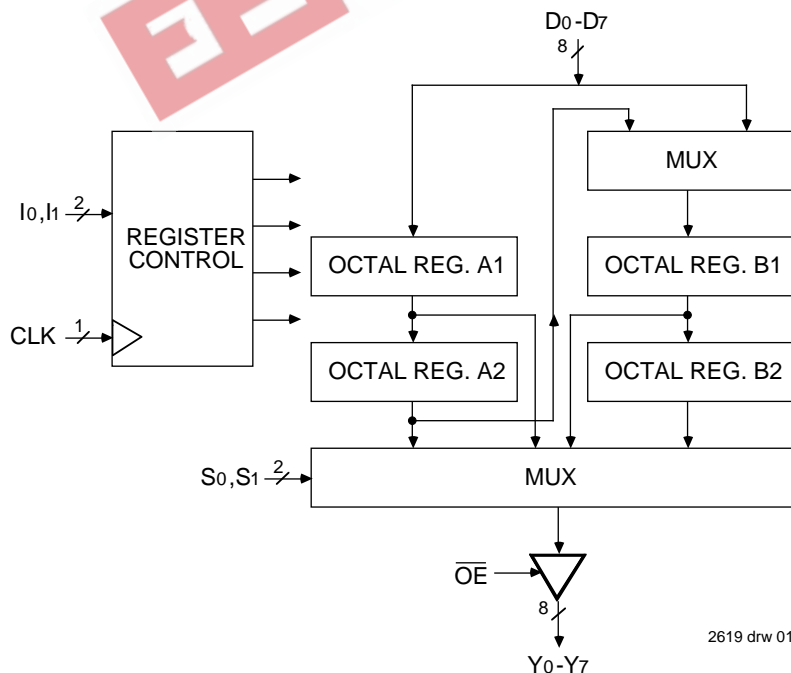 D0-D7
8
MUX
I0,I1
2
REGISTER
CONTROL
CLK
1
OCTAL REG. A1
OCTAL REG. B1
OCTAL REG. A2
OCTAL REG. B2
S0,S1
2
MUX
OE
8
2619 drw 01
Y0-Y7